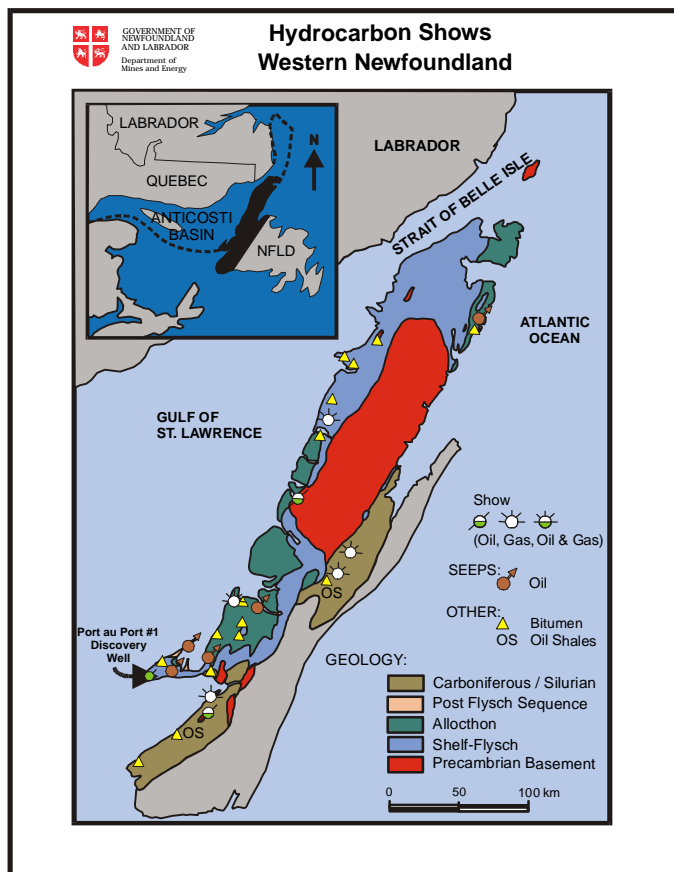 GOVERNMENT OF
NEWFOUNDLAND
AND LABRADOR
Department of
Mines and Energy
Hydrocarbon Shows
Western Newfoundland
LABRADOR
QUEBEC
ANTICOSTI
BASIN
NFLD
N
LABRADOR
STRAIT OF BELLE ISLE
ATLANTIC
OCEAN
GULF OF
ST. LAWRENCE
Show
(Oil, Gas, Oil & Gas)
SEEPS:
Oil
OTHER:
Bitumen
OS Oil Shales
OS
Port au Port #1
Discovery
Well
OS
GEOLOGY:
Carboniferous / Silurian
Post Flysch Sequence
Allocthon
Shelf-Flysch
Precambrian Basement
0 50 100 km